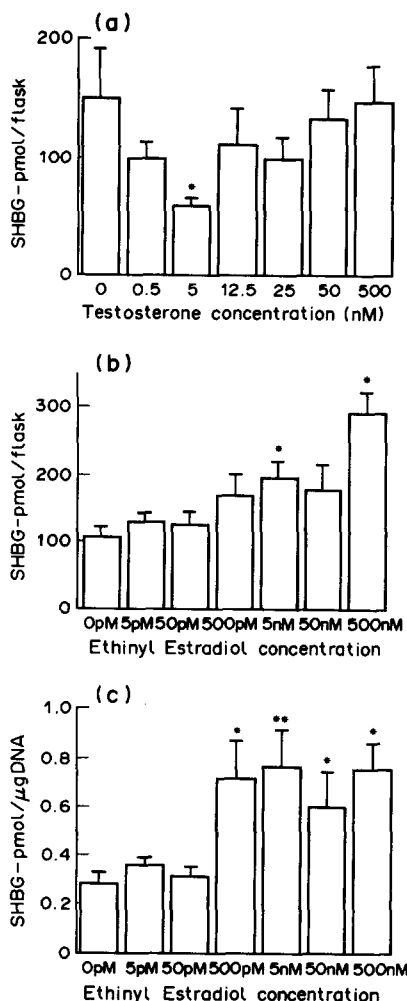 (a)
SHBG-pmol/flask
200
100
0
*
0 0.5 5 12.5 25 50 500
Testosterone concentration (nM)
(b)
SHBG-pmol/flask
300
200
100
0
* *
0pM 5pM 50pM 500pM 5nM 50nM 500nM
Ethinyl Estradiol concentration
(c)
SHBG-pmol/μgDNA
1.0
0.8
0.6
0.4
0.2
0
* ** * *
0pM 5pM 50pM 500pM 5nM 50nM 500nM
Ethinyl Estradiol concentration